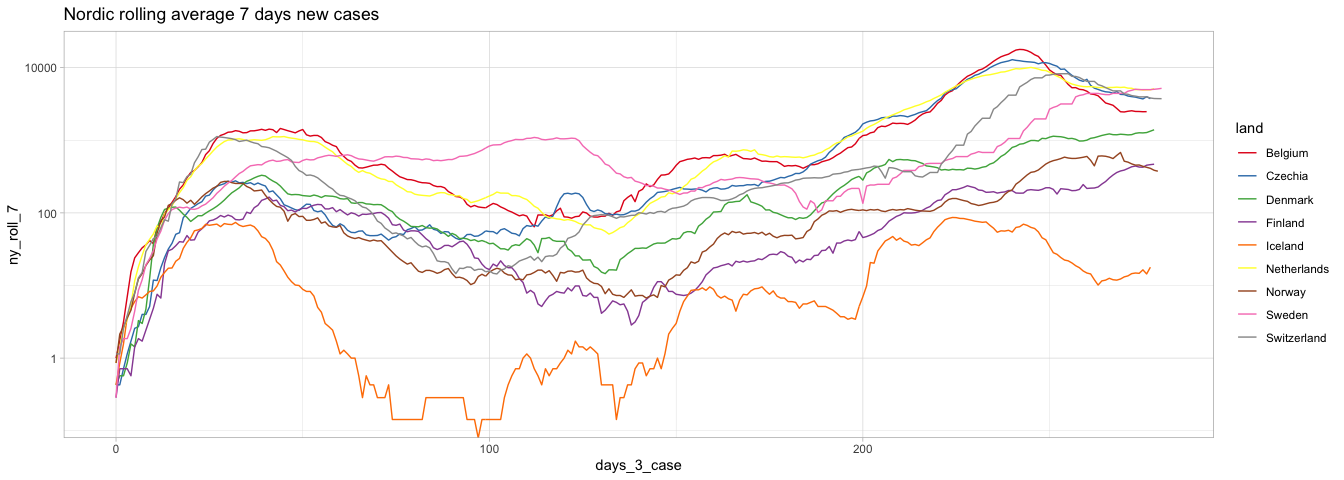 Nordic rolling average 7 days new cases
10000
100
1
ny_roll_7
0
100
200
days_3_case
land
Belgium
Czechia
Denmark
Finland
Iceland
Netherlands
Norway
Sweden
Switzerland